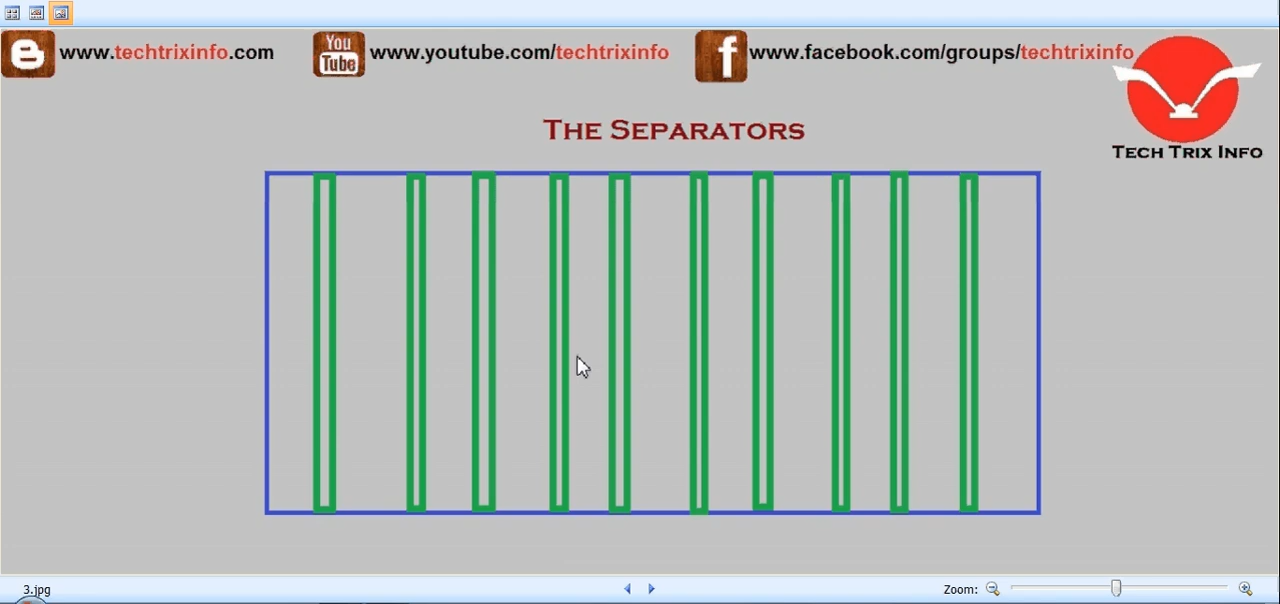 www.techtrixinfo.com
You
Tube
www.youtube.com/techtrixinfo
f
www.facebook.com/groups/techtrixinfo
Tech Trix Info
The Separators
3.jpg
Zoom: